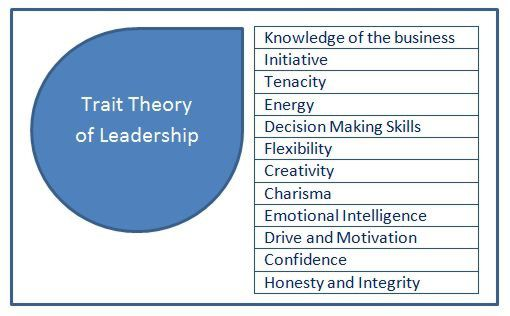 Trait Theory
of Leadership
Knowledge of the business
Initiative
Tenacity
Energy
Decision Making Skills
Flexibility
Creativity
Charisma
Emotional Intelligence
Drive and Motivation
Confidence
Honesty and Integrity